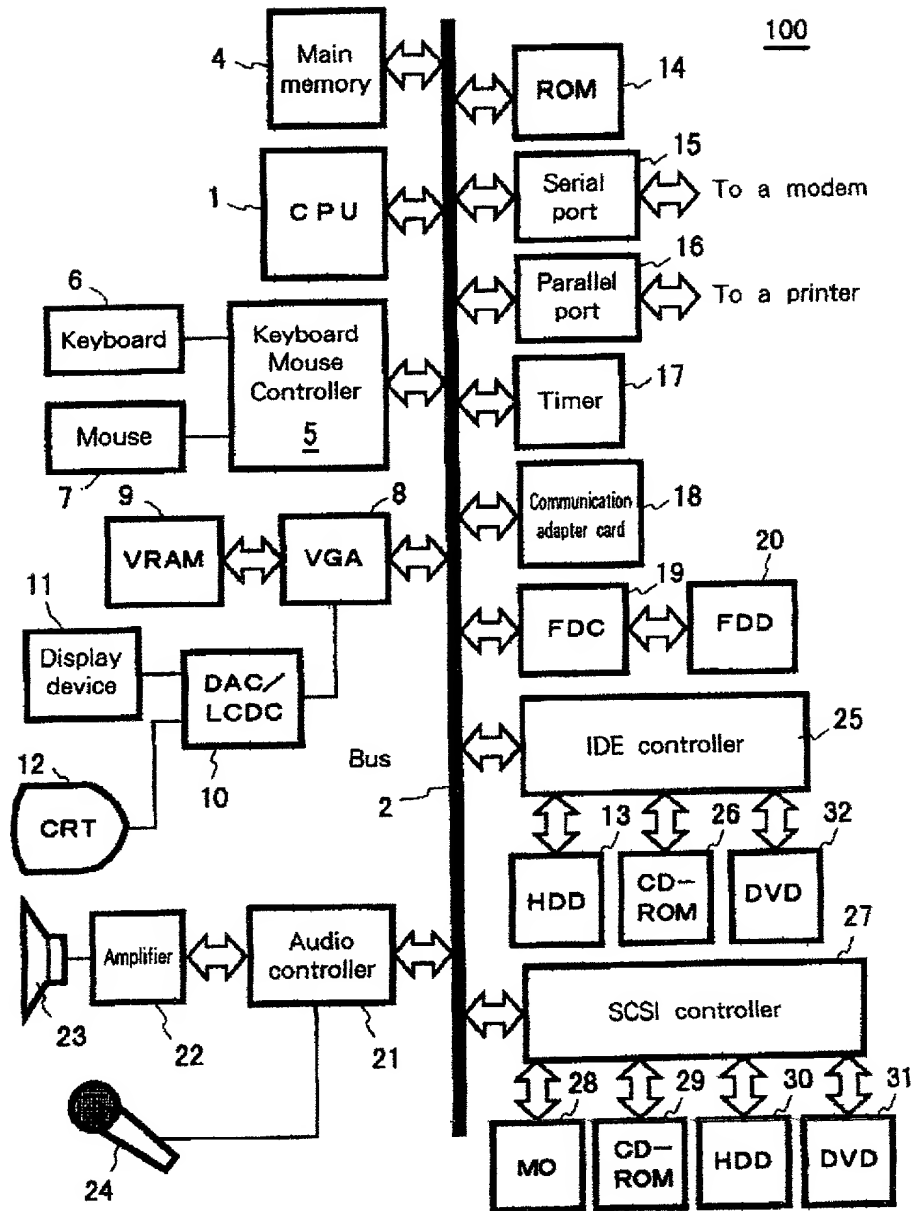 100
4
Main
memory
ROM
14
15
1
CPU
Serial
port
To a modem
16
6
Parallel
port
To a printer
Keyboard
Keyboard
Mouse
Controller
5
17
Timer
Mouse
7
9
8
Communication
adapter card
18
VRAM
VGA
20
11
19
FDC
FDD
Display
device
DAC/
LCDC
10
IDE controller
25
Bus
2
12
CRT
13
26
32
HDD
CD-
ROM
DVD
27
Amplifier
Audio
controller
SCSI controller
23
22
21
28
29
30
31
24
MO
CD-
ROM
HDD
DVD